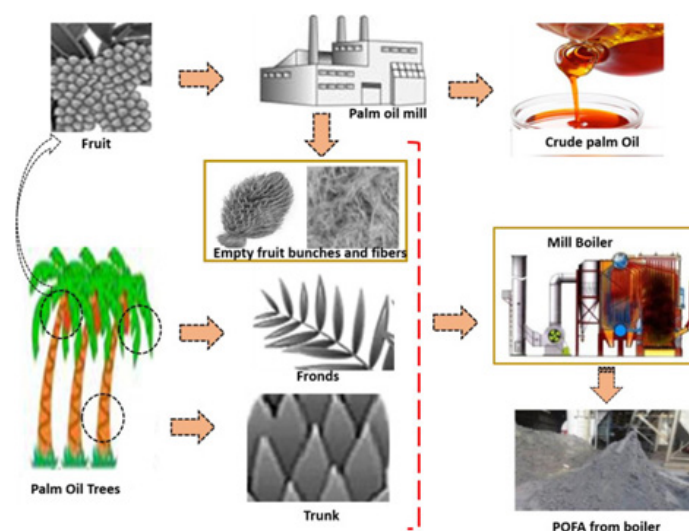 Fruit
Palm oil mill
Crude palm Oil
Empty fruit bunches and fibers
Mill Boiler
Fronds
Palm Oil Trees
Trunk
POFA from boiler